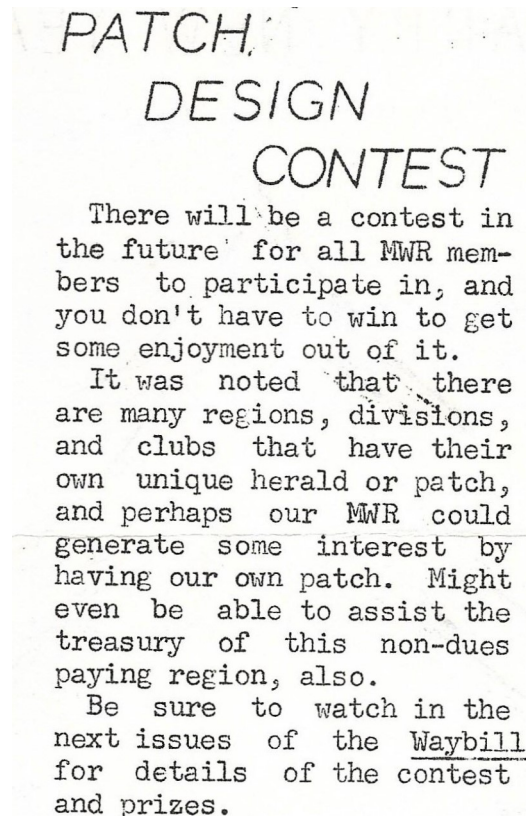 PATCH
DESIGN
CONTEST
There will be a contest in
the future for all MWR mem-
bers to participate in, and
you don't have to win to get
some enjoyment out of it.
It was noted that there
are many regions, divisions,
and clubs that have their
own unique herald or patch,
and perhaps our MWR could
generate some interest by
having our own patch. Might
even be able to assist the
treasury of this non-dues
paying region, also.
Be sure to watch in the
next issues of the Waybill
for details of the contest
and prizes.